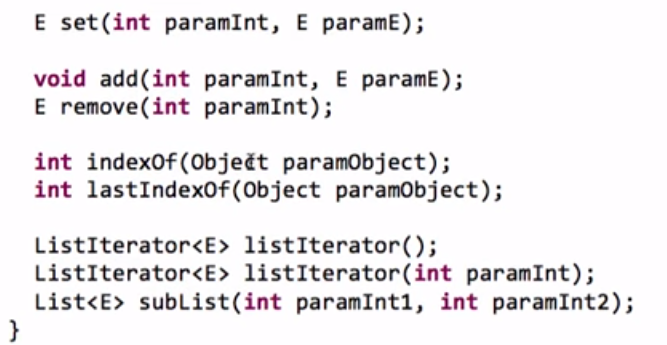 E set(int paramInt, E paramE);
void add(int paramInt, E paramE);
E remove(int paramInt);
int indexOf(Object paramObject);
int lastIndexOf(Object paramObject);
ListIterator<E> listIterator();
ListIterator<E> listIterator(int paramInt);
List<E> subList(int paramInt1, int paramInt2);
}